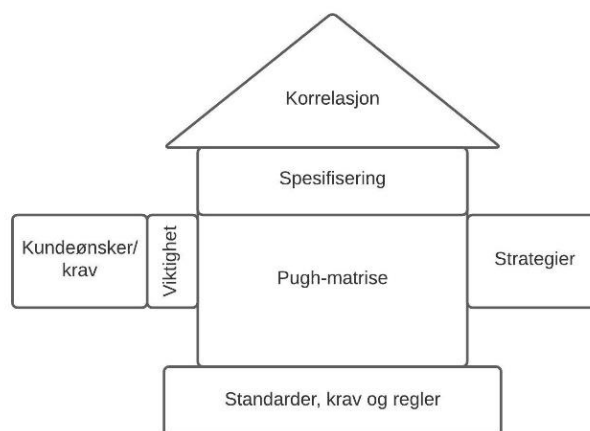 Korrelasjon
Spesifisering
Kundeønsker/
krav
Viktighet
Pugh-matrise
Strategier
Standarder, krav og regler